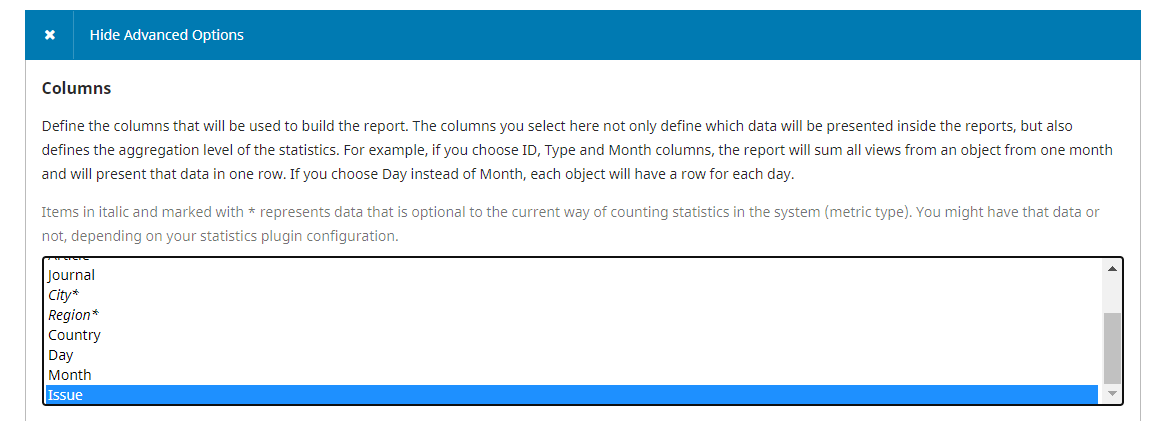 ✖ Hide Advanced Options
Columns
Define the columns that will be used to build the report. The columns you select here not only define which data will be presented inside the reports, but also
defines the aggregation level of the statistics. For example, if you choose ID, Type and Month columns, the report will sum all views from an object from one month
and will present that data in one row. If you choose Day instead of Month, each object will have a row for each day.
Items in italic and marked with * represents data that is optional to the current way of counting statistics in the system (metric type). You might have that data or
not, depending on your statistics plugin configuration.
Journal
City*
Region*
Country
Day
Month
Issue